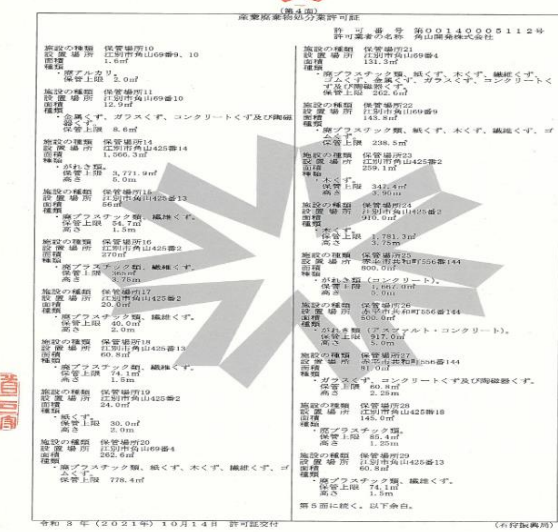 (第4面)
産業廃棄物処分業許可証
許可番号 第00140005112号
許可業者の名称 角山開発株式会社
施設の種類 保管場所10
設置場所 江別市角山69番9、10
面積 1.6㎡
種類
・廃アルカリ。
保管上限 2.0㎥
施設の種類 保管場所11
設置場所 江別市角山69番10
面積 12.9㎡
種類
・金属くず、ガラスくず、コンクリートくず及び陶磁
器くず。
保管上限 8.6㎥
施設の種類 保管場所14
設置場所 江別市角山425番14
面積 1,566.3㎡
種類
・がれき類。
保管上限 3,771.9㎥
高さ 5.0m
施設の種類 保管場所15
設置場所 江別市角山425番13
面積 56㎡
種類
・廃プラスチック類、繊維くず。
保管上限 54.7㎥
高さ 1.5m
施設の種類 保管場所16
設置場所 江別市角山425番2
面積 270㎡
種類
・廃プラスチック類、繊維くず。
保管上限 365㎥
高さ 3.76m
施設の種類 保管場所17
設置場所 江別市角山425番2
面積 20.0㎡
種類
・廃プラスチック類、繊維くず。
保管上限 40.0㎥
高さ 2.0m
施設の種類 保管場所18
設置場所 江別市角山425番13
面積 60.8㎡
種類
・廃プラスチック類、繊維くず。
保管上限 74.1㎥
高さ 1.5m
施設の種類 保管場所19
設置場所 江別市角山425番2
面積 24.0㎡
種類
・紙くず。
保管上限 30.0㎥
高さ 2.0m
施設の種類 保管場所20
設置場所 江別市角山69番4
面積 262.6㎡
種類
・廃プラスチック類、紙くず、木くず、繊維くず、ゴ
ムくず。
保管上限 778.4㎥
施設の種類 保管場所21
設置場所 江別市角山69番4
面積 131.3㎡
種類
・廃プラスチック類、紙くず、木くず、繊維くず、
ゴムくず、金属くず、ガラスくず、コンクリートく
ず及び陶磁器くず。
保管上限 262.6㎥
施設の種類 保管場所22
設置場所 江別市角山69番9
面積 143.8㎡
種類
・廃プラスチック類、紙くず、木くず、繊維くず、ゴ
ムくず。
保管上限 238.5㎥
施設の種類 保管場所23
設置場所 江別市角山425番2
面積 259.1㎡
種類
・木くず。
保管上限 347.4㎥
高さ 3.95m
施設の種類 保管場所24
設置場所 江別市角山425番2
面積 910.0㎡
種類
・木くず。
保管上限 1,781.3㎥
高さ 3.75m
施設の種類 保管場所25
設置場所 赤平市共和町556番144
面積 800.0㎡
種類
・がれき類(コンクリート)。
保管上限 1,667.0㎥
高さ 5.0m
施設の種類 保管場所26
設置場所 赤平市共和町556番144
面積 500.0㎡
種類
・がれき類(アスファルト・コンクリート)。
保管上限 917.0㎥
高さ 5.0m
施設の種類 保管場所27
設置場所 赤平市共和町556番144
面積 91.0㎡
種類
・ガラスくず、コンクリートくず及び陶磁器くず。
保管上限 60.8㎥
高さ 2.25m
施設の種類 保管場所28
設置場所 江別市角山425番18
面積 145.0㎡
種類
・廃プラスチック類。
保管上限 85.4㎥
高さ 1.25m
施設の種類 保管場所29
設置場所 江別市角山425番13
面積 60.8㎡
種類
・廃プラスチック類、繊維くず。
保管上限 74.1㎥
高さ 1.5m
第5面に続く。以下余白。
令和3年(2021年)10月14日 許可証交付
(石狩振興局)